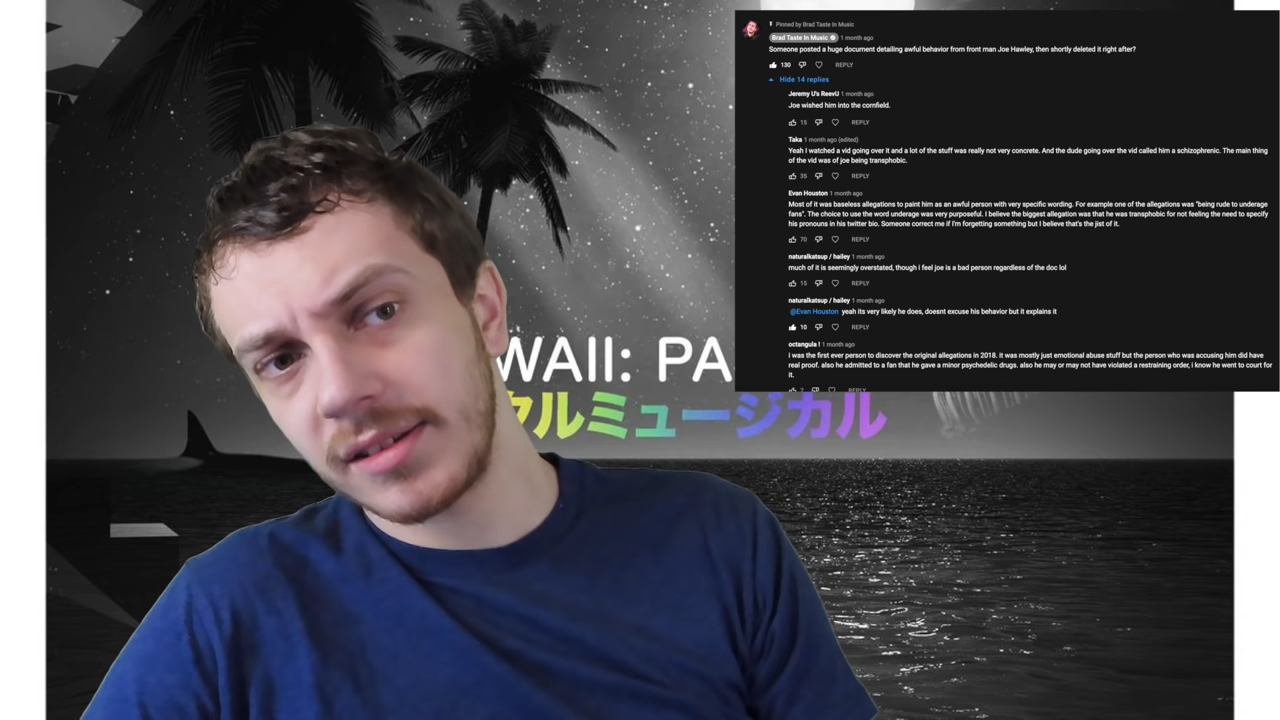 Pinned by Brad Taste In Music
Brad Taste In Music 1 month ago
Someone posted a huge document detailing awful behavior from front man Joe Hawley, then shortly deleted it right after?
130 REPLY
Hide 14 replies
Jeremy U's ReevU 1 month ago
Joe wished him into the cornfield.
15 REPLY
Taka 1 month ago (edited)
Yeah I watched a vid going over it and a lot of the stuff was really not very concrete. And the dude going over the vid called him a schizophrenic. The main thing
of the vid was of joe being transphobic.
35 REPLY
Evan Houston 1 month ago
Most of it was baseless allegations to paint him as an awful person with very specific wording. For example one of the allegations was "being rude to underage
fans". The choice to use the word underage was very purposeful. I believe the biggest allegation was that he was transphobic for not feeling the need to specify
his pronouns in his twitter bio. Someone correct me if I'm forgetting something but I believe that's the jist of it.
70 REPLY
naturalkatsup / hailey 1 month ago
much of it is seemingly overstated, though i feel joe is a bad person regardless of the doc lol
15 REPLY
naturalkatsup / hailey 1 month ago
@Evan Houston yeah its very likely he does, doesnt excuse his behavior but it explains it
10 REPLY
octangula ! 1 month ago
i was the first ever person to discover the original allegations in 2018. it was mostly just emotional abuse stuff but the person who was accusing him did have
real proof. also he admitted to a fan that he gave a minor psychedelic drugs. also he may or may not have violated a restraining order, i know he went to court for
it.
7 REPLY
WAII: PA
クルミュージカル